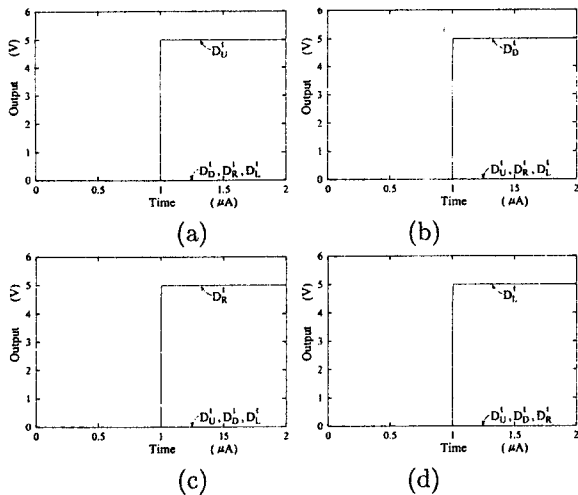 6
5
4
3
2
1
0
Output (V)
D_U^t
D_D^t, D_R^t, D_L^t
0 0.5 1 1.5 2
Time (μA)
(a)
6
5
4
3
2
1
0
Output (V)
D_D^t
D_U^t, D_R^t, D_L^t
0 0.5 1 15 2
Time (μA)
(b)
6
5
4
3
2
1
0
Output (V)
D_R^t
D_U^t, D_D^t, D_L^t
0 0.5 1 1.5 2
Time (μA)
(c)
6
5
4
3
2
1
0
Output (V)
D_L^t
D_U^t, D_D^t, D_R^t
0 0.5 1 1.5 2
Time (μA)
(d)